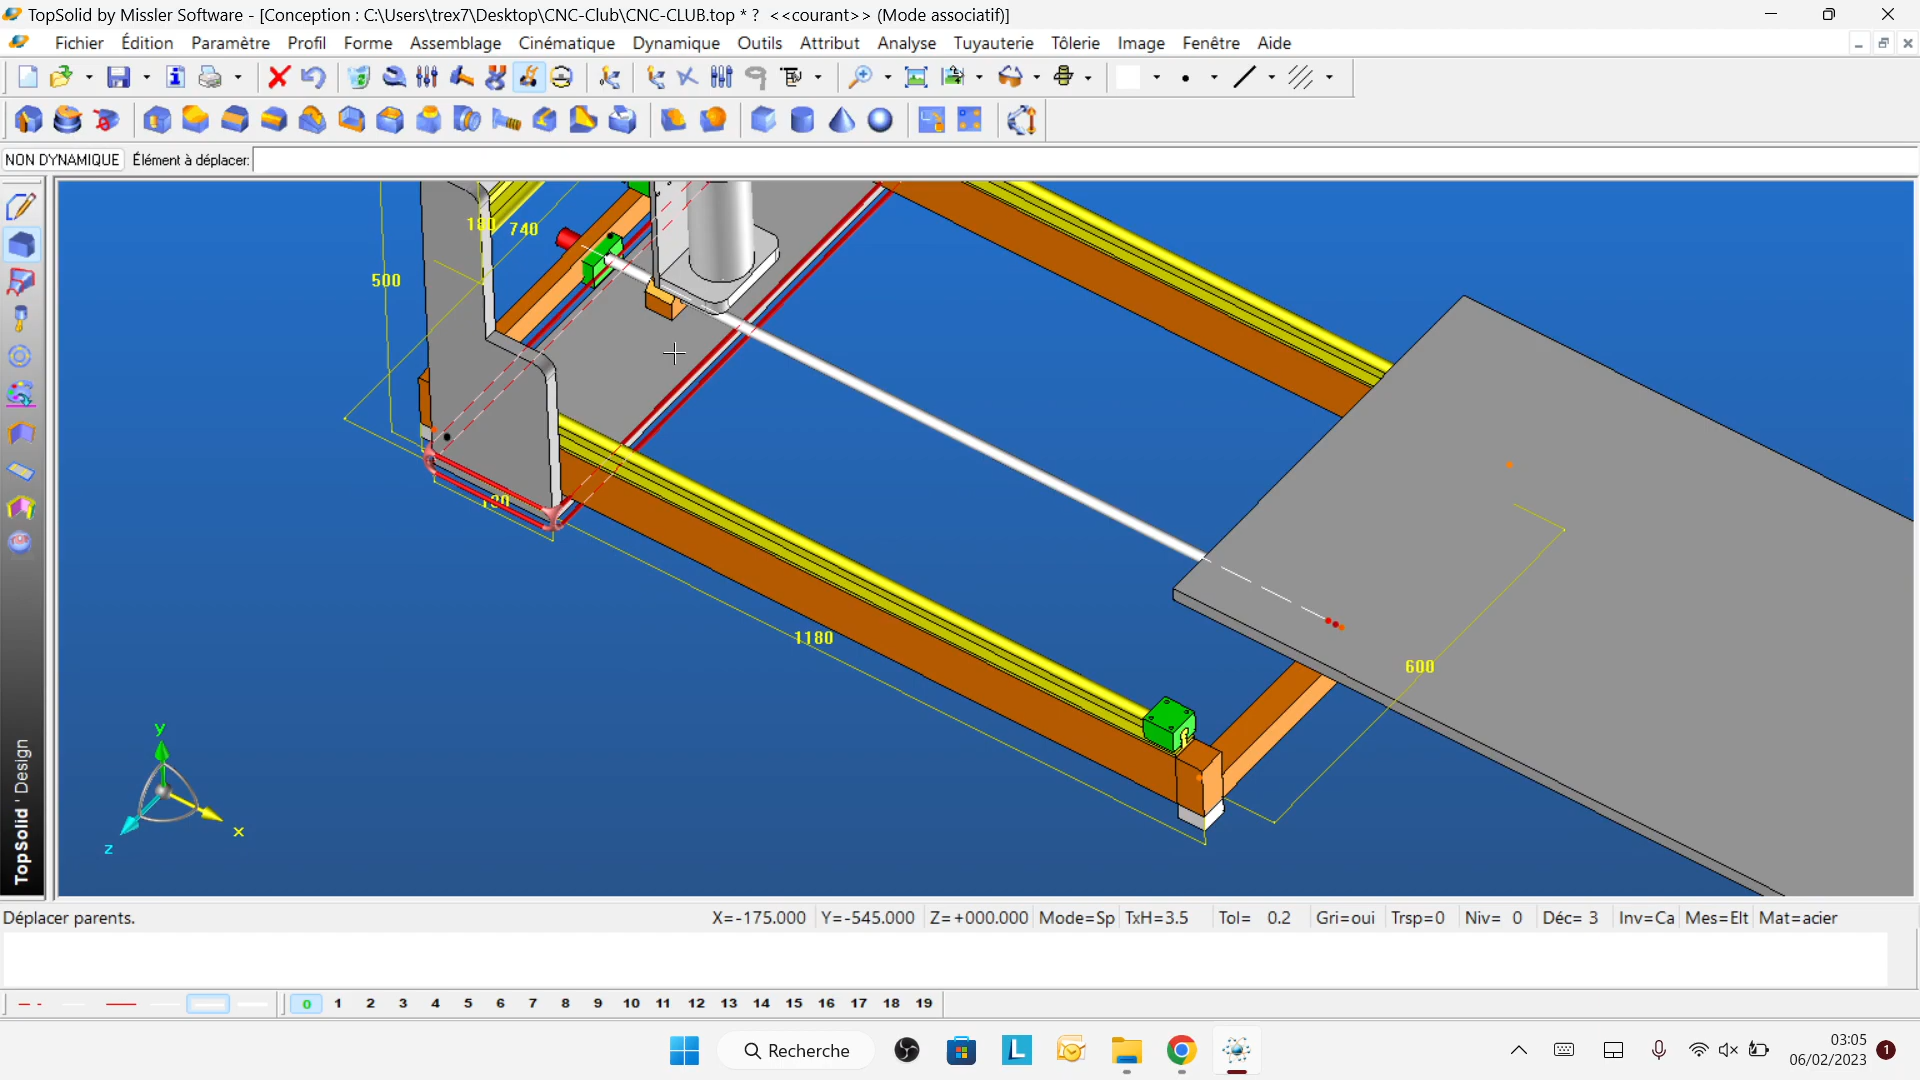 TopSolid by Missler Software - [Conception : C:\Users\trex7\Desktop\CNC-Club\CNC-CLUB.top * ? <<courant>> (Mode associatif)]
Fichier Édition Paramètre Profil Forme Assemblage Cinématique Dynamique Outils Attribut Analyse Tuyauterie Tôlerie Image Fenêtre Aide
NON DYNAMIQUE Élément à déplacer:
740
500
1180
600
y
x
z
TopSolid'Design
Déplacer parents. X=-175.000 Y=-545.000 Z=+000.000 Mode=Sp TxH=3.5 Tol= 0.2 Gri=oui Trsp=0 Niv= 0 Déc= 3 Inv=Ca Mes=Elt Mat=acier
0 1 2 3 4 5 6 7 8 9 10 11 12 13 14 15 16 17 18 19
Recherche
03:05
06/02/2023 1